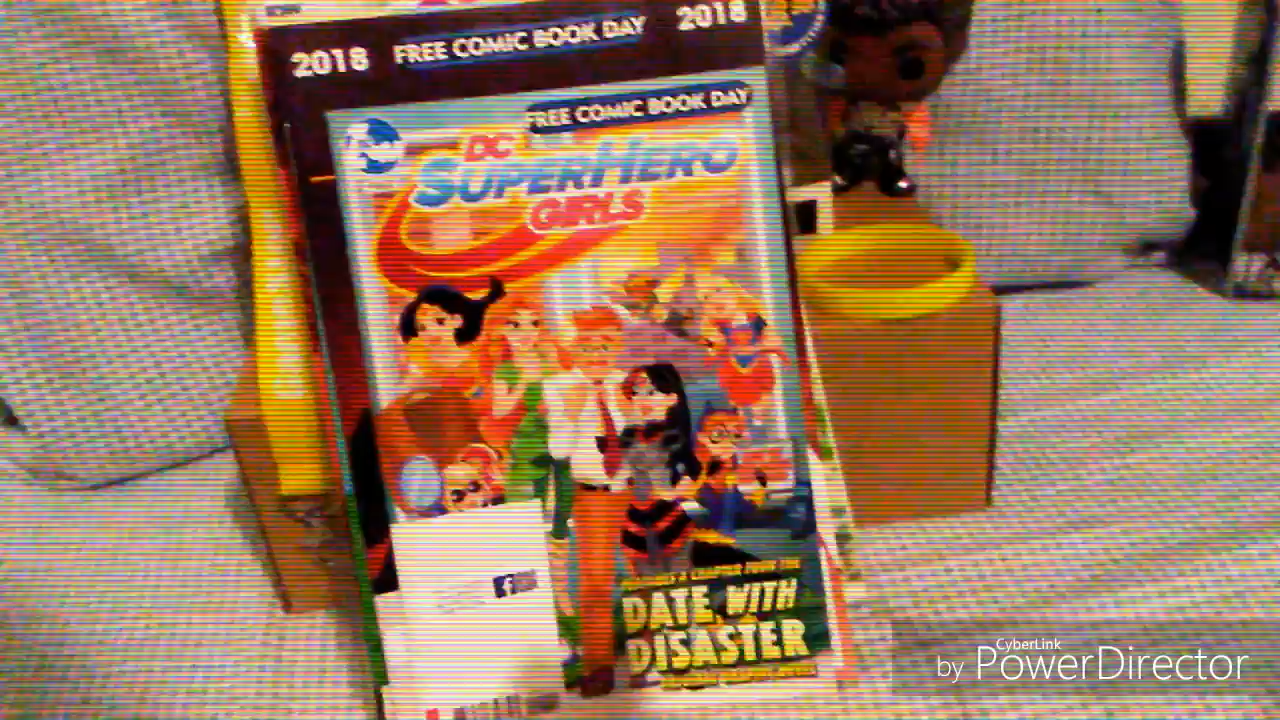 2018 FREE COMIC BOOK DAY 2018
FREE COMIC BOOK DAY
DC
SUPERHERO
GIRLS
DATE WITH
DISASTER
f
CyberLink
by PowerDirector